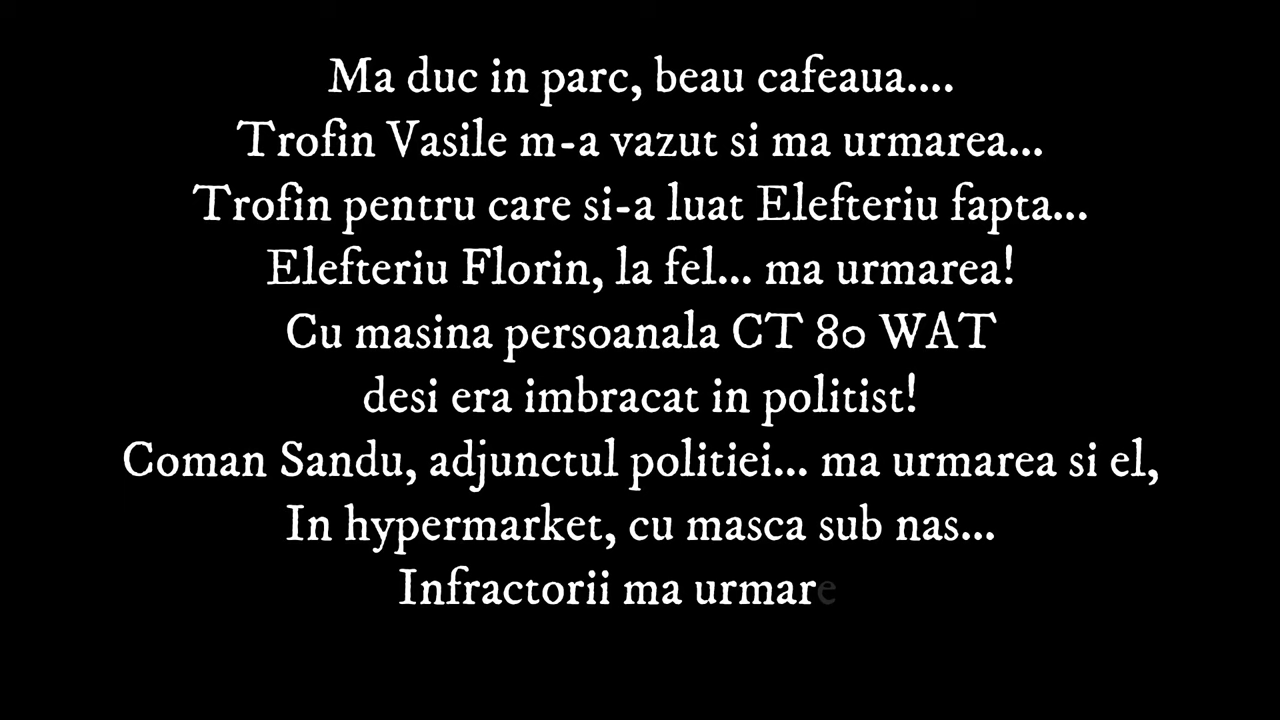 Ma duc in parc, beau cafeaua....
Trofin Vasile m-a vazut si ma urmarea...
Trofin pentru care si-a luat Elefteriu fapta...
Elefteriu Florin, la fel... ma urmarea!
Cu masina persoanala CT 80 WAT
desi era imbracat in politist!
Coman Sandu, adjunctul politiei... ma urmarea si el,
In hypermarket, cu masca sub nas...
Infractorii ma urmare